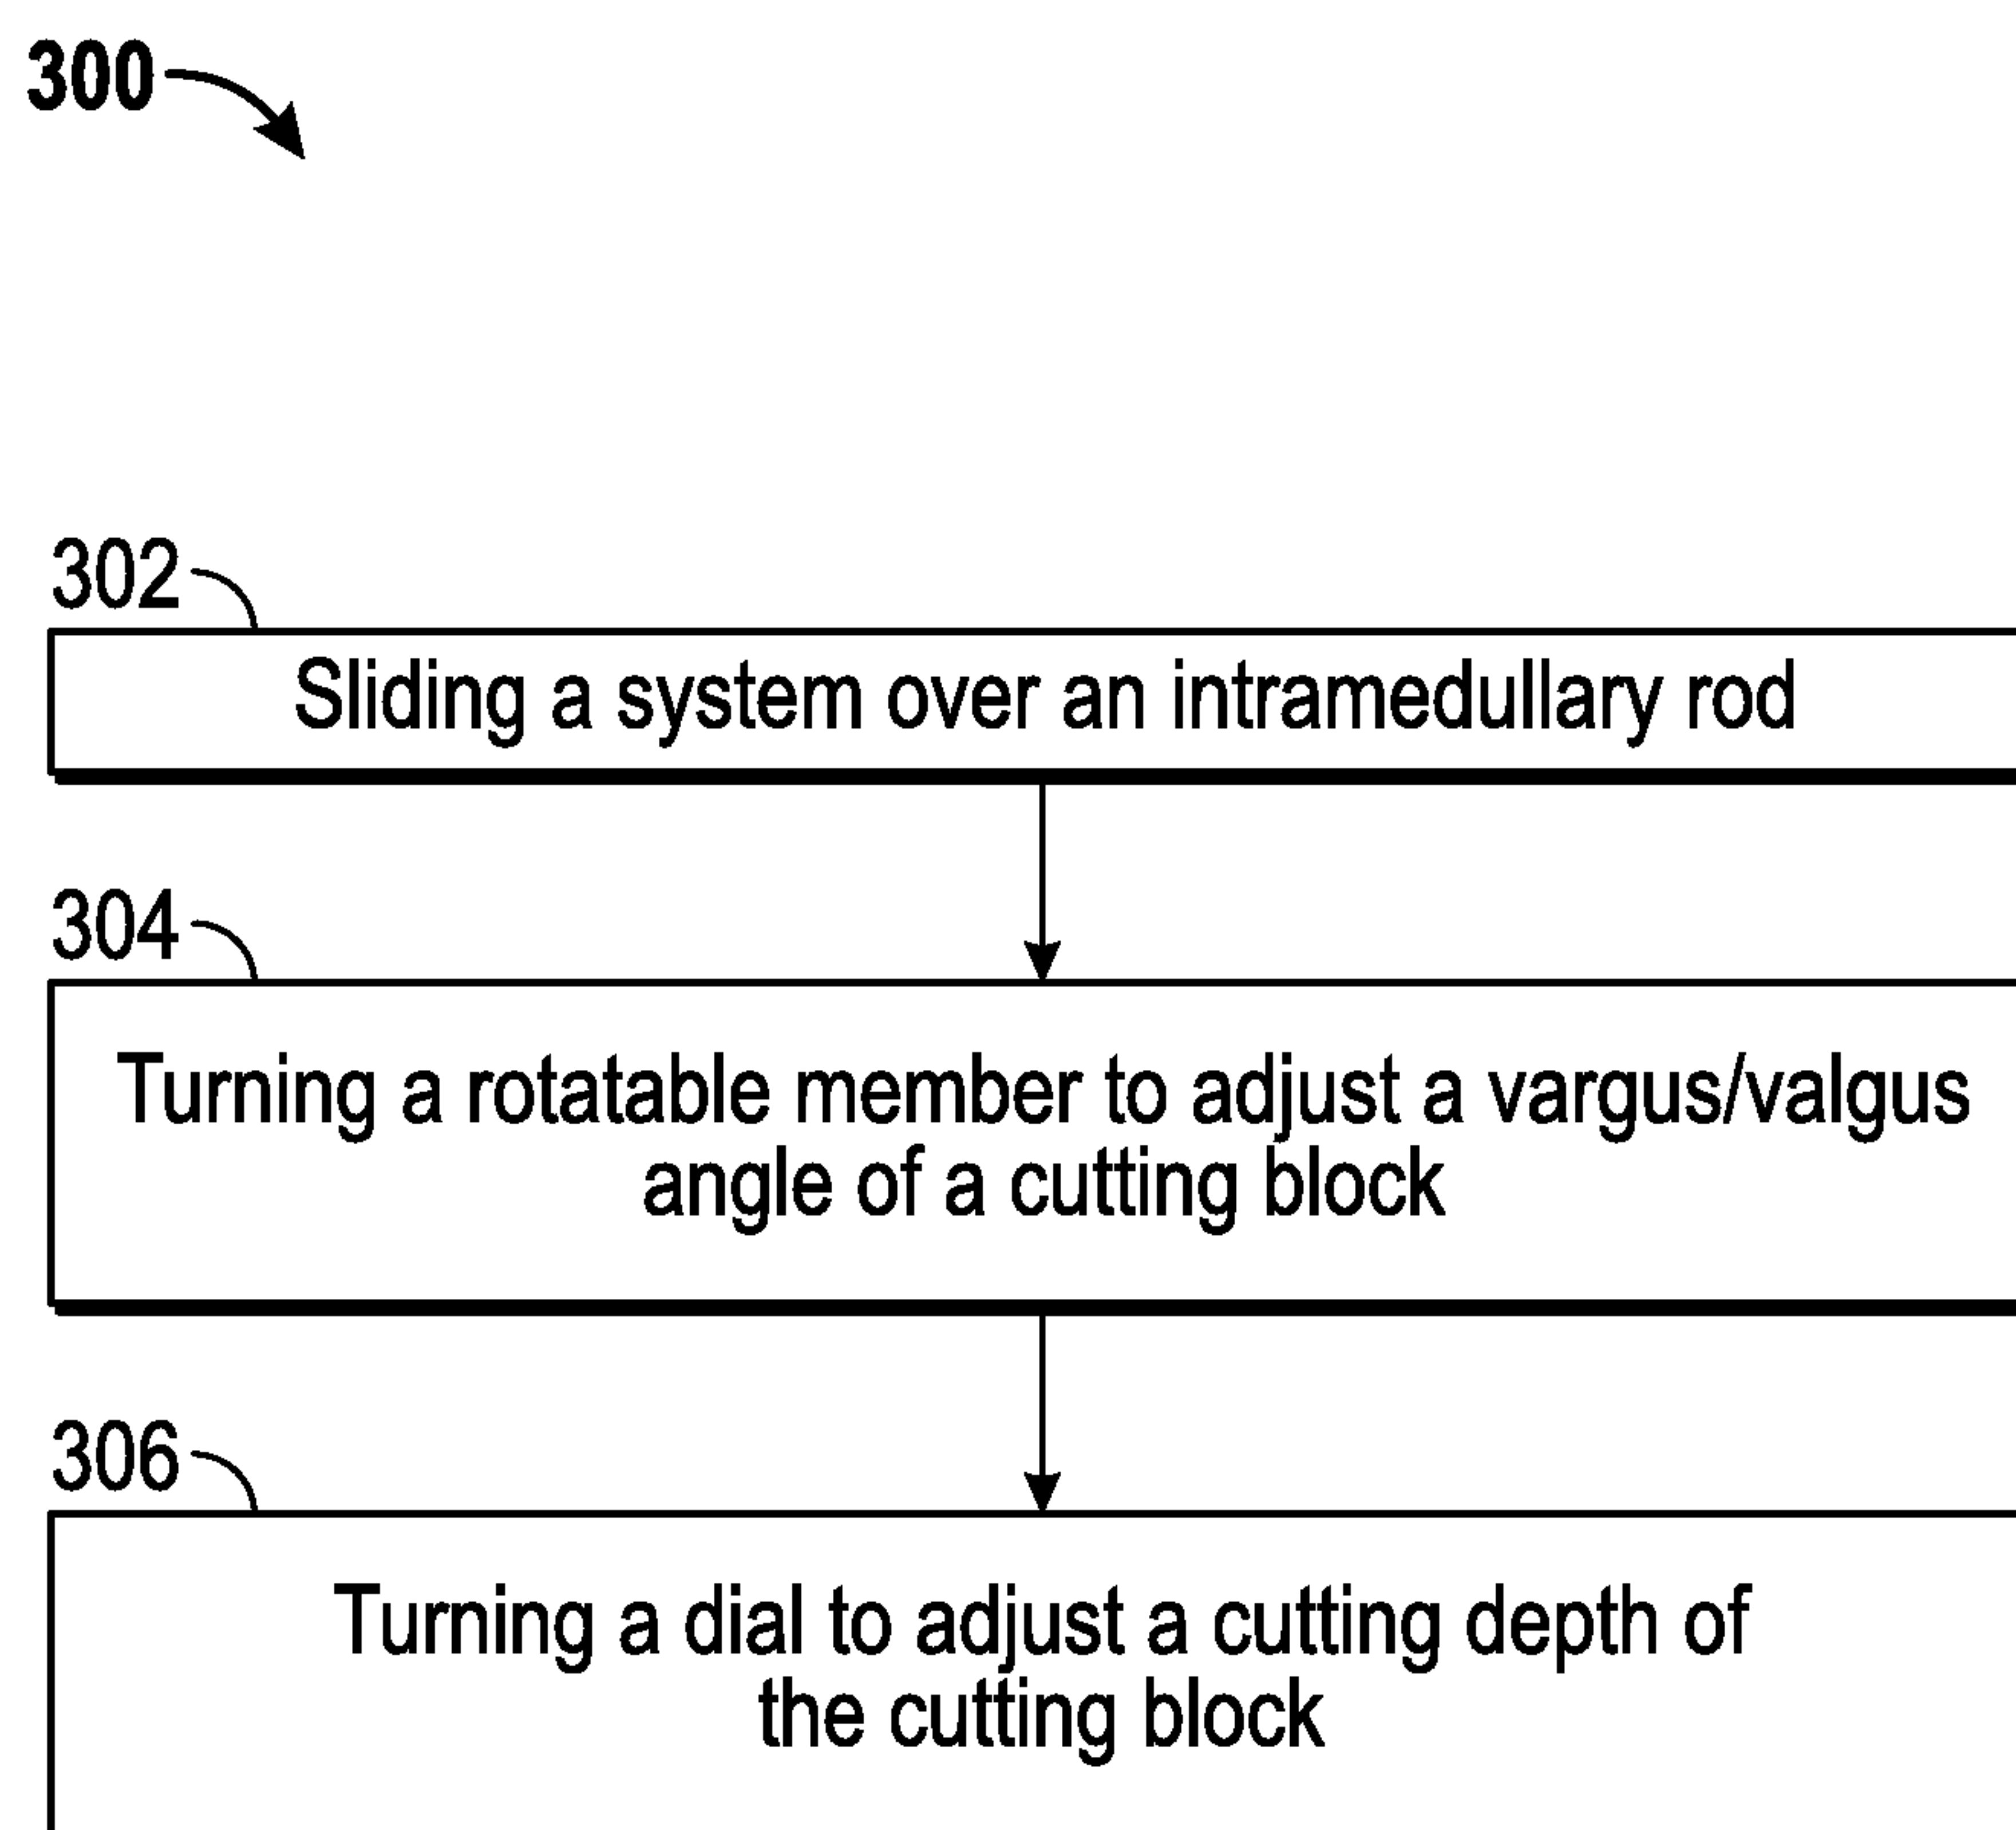 300
302
Sliding a system over an intramedullary rod
304
Turning a rotatable member to adjust a vargus/valgus
angle of a cutting block
306
Turning a dial to adjust a cutting depth of
the cutting block